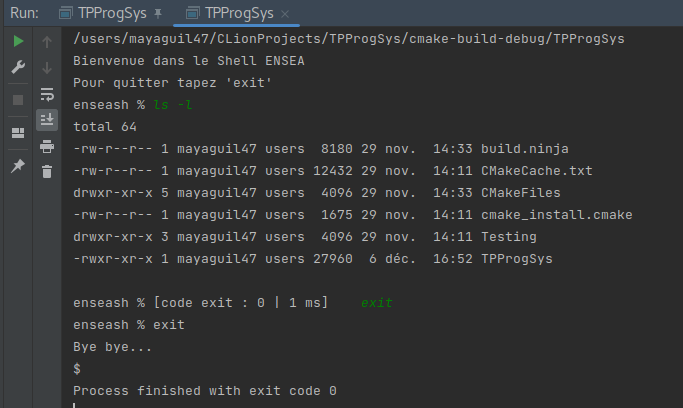 Run: TPProgSys TPProgSys
/users/mayaguil47/CLionProjects/TPProgSys/cmake-build-debug/TPProgSys
Bienvenue dans le Shell ENSEA
Pour quitter tapez 'exit'
enseash % ls -l
total 64
-rw-r--r-- 1 mayaguil47 users  8180 29 nov.  14:33 build.ninja
-rw-r--r-- 1 mayaguil47 users 12432 29 nov.  14:11 CMakeCache.txt
drwxr-xr-x 5 mayaguil47 users  4096 29 nov.  14:33 CMakeFiles
-rw-r--r-- 1 mayaguil47 users  1675 29 nov.  14:11 cmake_install.cmake
drwxr-xr-x 3 mayaguil47 users  4096 29 nov.  14:11 Testing
-rwxr-xr-x 1 mayaguil47 users 27960  6 déc.  16:52 TPProgSys
enseash % [code exit : 0 | 1 ms]    exit
enseash % exit
Bye bye...
$
Process finished with exit code 0